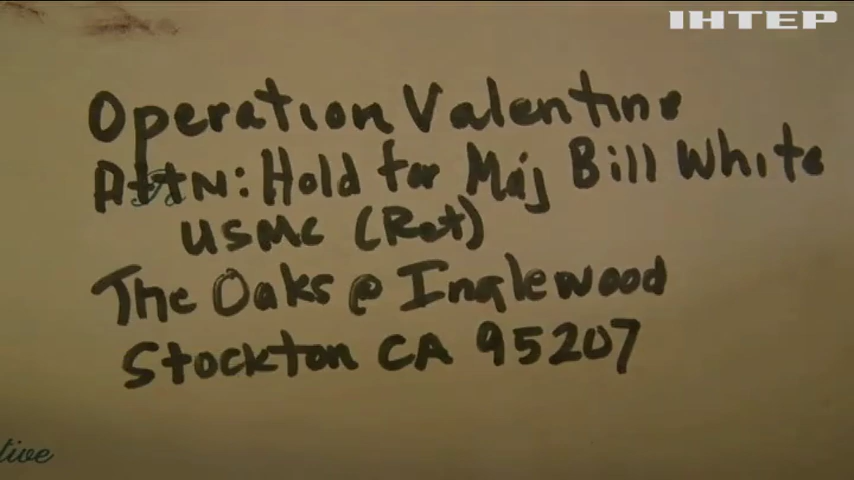 ІНТЕР
Operation Valentine
Attn: Hold for Maj Bill White
USMC (Ret)
The Oaks @ Inglewood
Stockton CA 95207
tive